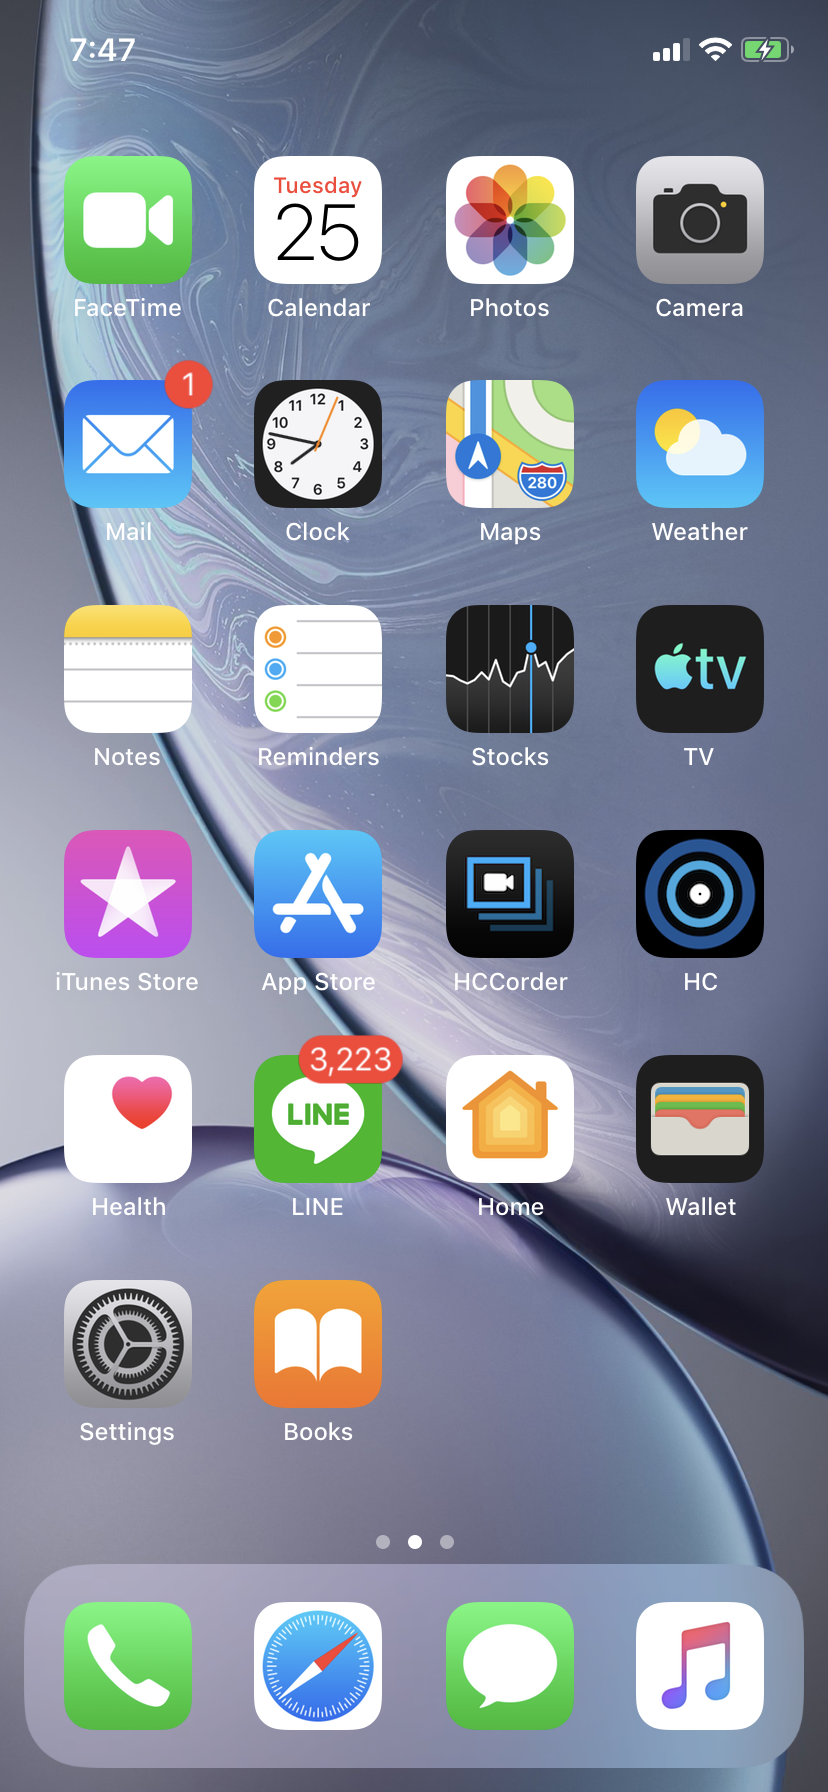 7:47
Tuesday
25
FaceTime
Calendar
Photos
Camera
1
12
11
1
10
2
9
3
8
4
7
5
6
280
Mail
Clock
Maps
Weather
tv
Notes
Reminders
Stocks
TV
iTunes Store
App Store
HCCorder
HC
3,223
LINE
Health
LINE
Home
Wallet
Settings
Books